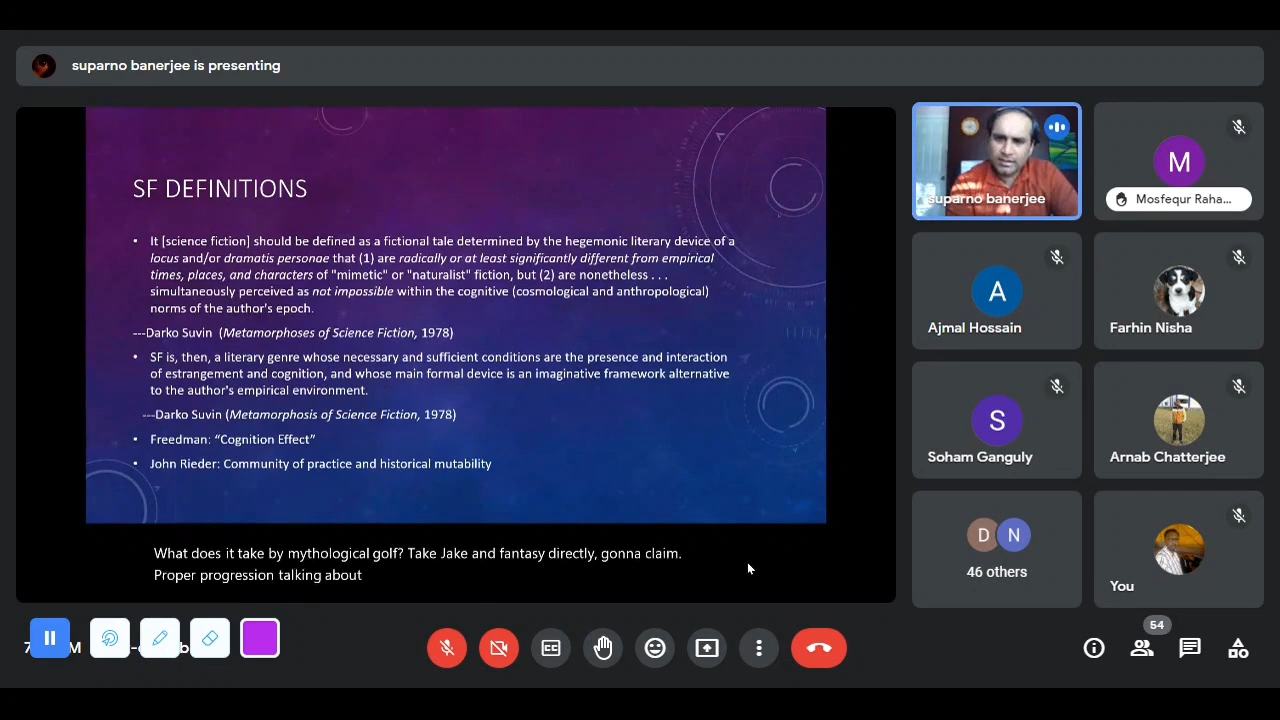 suparno banerjee is presenting
SF DEFINITIONS
• It [science fiction] should be defined as a fictional tale determined by the hegemonic literary device of a
locus and/or dramatis personae that (1) are radically or at least significantly different from empirical
times, places, and characters of "mimetic" or "naturalist" fiction, but (2) are nonetheless . . .
simultaneously perceived as not impossible within the cognitive (cosmological and anthropological)
norms of the author's epoch.
---Darko Suvin (Metamorphoses of Science Fiction, 1978)
• SF is, then, a literary genre whose necessary and sufficient conditions are the presence and interaction
of estrangement and cognition, and whose main formal device is an imaginative framework alternative
to the author's empirical environment.
---Darko Suvin (Metamorphosis of Science Fiction, 1978)
• Freedman: “Cognition Effect”
• John Rieder: Community of practice and historical mutability
What does it take by mythological golf? Take Jake and fantasy directly, gonna claim.
Proper progression talking about
suparno banerjee
M
Mosfequr Raha...
A
Ajmal Hossain
Farhin Nisha
S
Soham Ganguly
Arnab Chatterjee
D N
46 others
You
CC
54